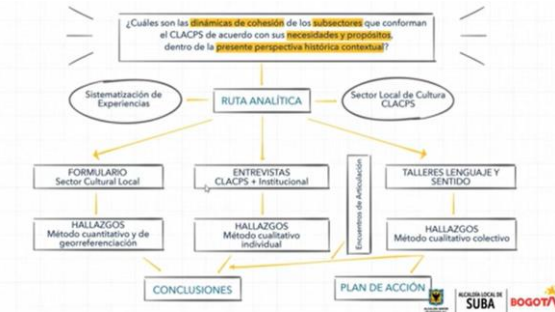 ¿Cuáles son las dinámicas de cohesión de los subsectores que conforman
el CLACPS de acuerdo con sus necesidades y propósitos,
dentro de la presente perspectiva histórica contextual?
Sistematización de
Experiencias
RUTA ANALÍTICA
Sector Local de Cultura
CLACPS
FORMULARIO
Sector Cultural Local
ENTREVISTAS
CLACPS + Institucional
Encuentros de Articulación
TALLERES LENGUAJE Y
SENTIDO
HALLAZGOS
Método cuantitativo y de
georreferenciación
HALLAZGOS
Método cualitativo
individual
HALLAZGOS
Método cualitativo colectivo
CONCLUSIONES
PLAN DE ACCIÓN
ALCALDÍA LOCAL DE
SUBA
BOGOTÁ